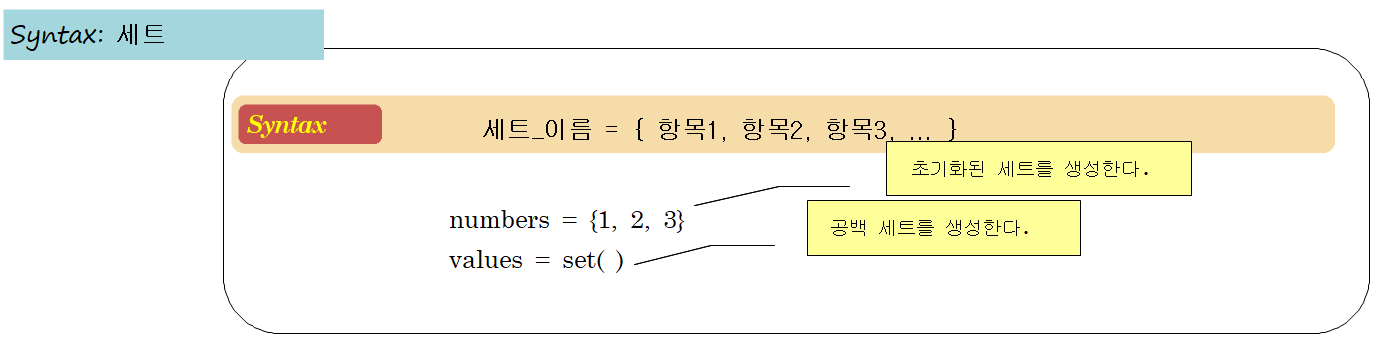 Syntax: 세트
Syntax
세트_이름 = { 항목1, 항목2, 항목3, ... }
초기화된 세트를 생성한다.
numbers = {1, 2, 3}
공백 세트를 생성한다.
values = set( )